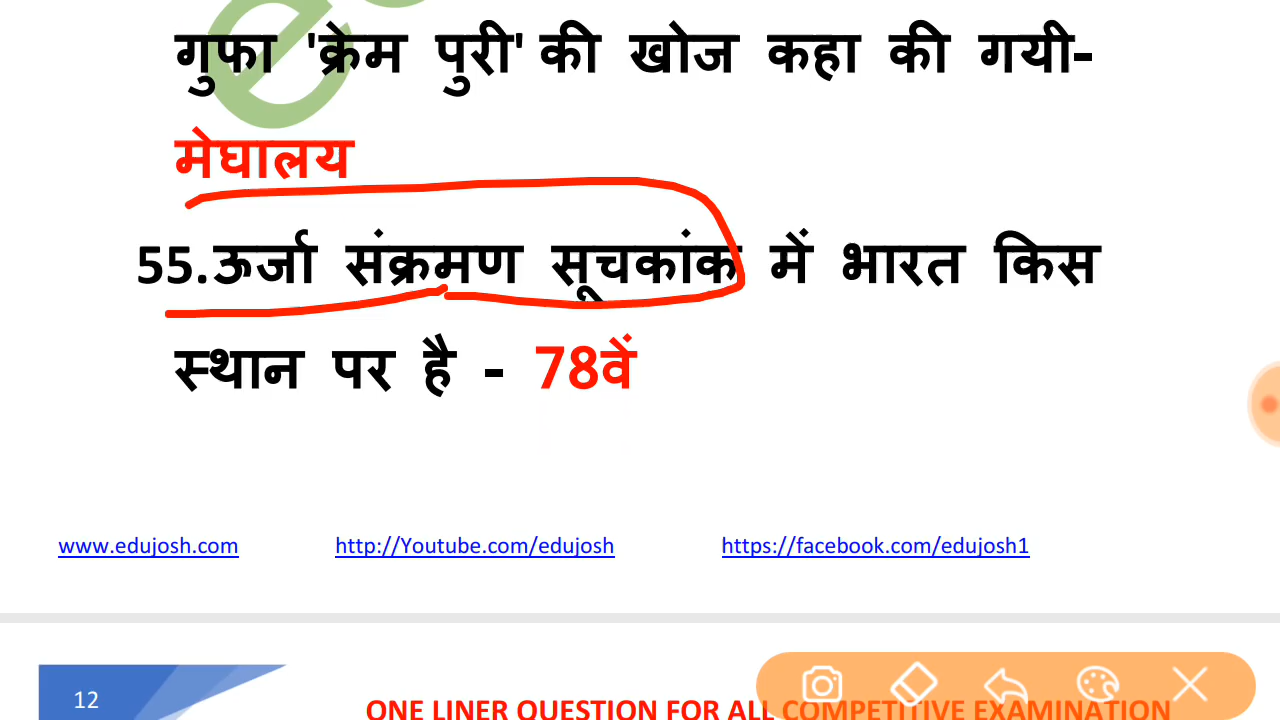 गुफा 'क्रेम पुरी' की खोज कहा की गयी-
मेघालय
55.ऊर्जा संक्रमण सूचकांक में भारत किस
स्थान पर है - 78वें
www.edujosh.com http://Youtube.com/edujosh https://facebook.com/edujosh1
12
ONE LINER QUESTION FOR ALL COMPETITIVE EXAMINATION